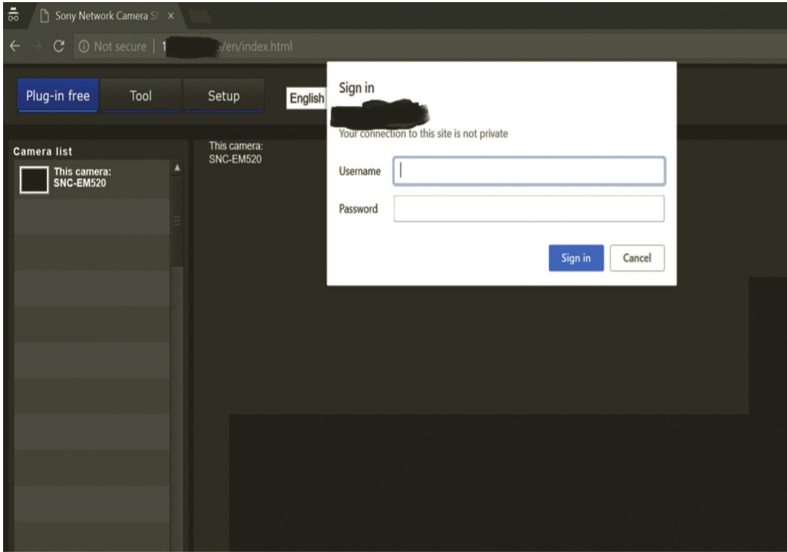 Sony Network Camera S
Not secure | 1 /en/index.html
Plug-in free
Tool
Setup
English
Camera list
This camera:
SNC-EM520
This camera:
SNC-EM520
Sign in
Your connection to this site is not private
Username
Password
Sign in
Cancel